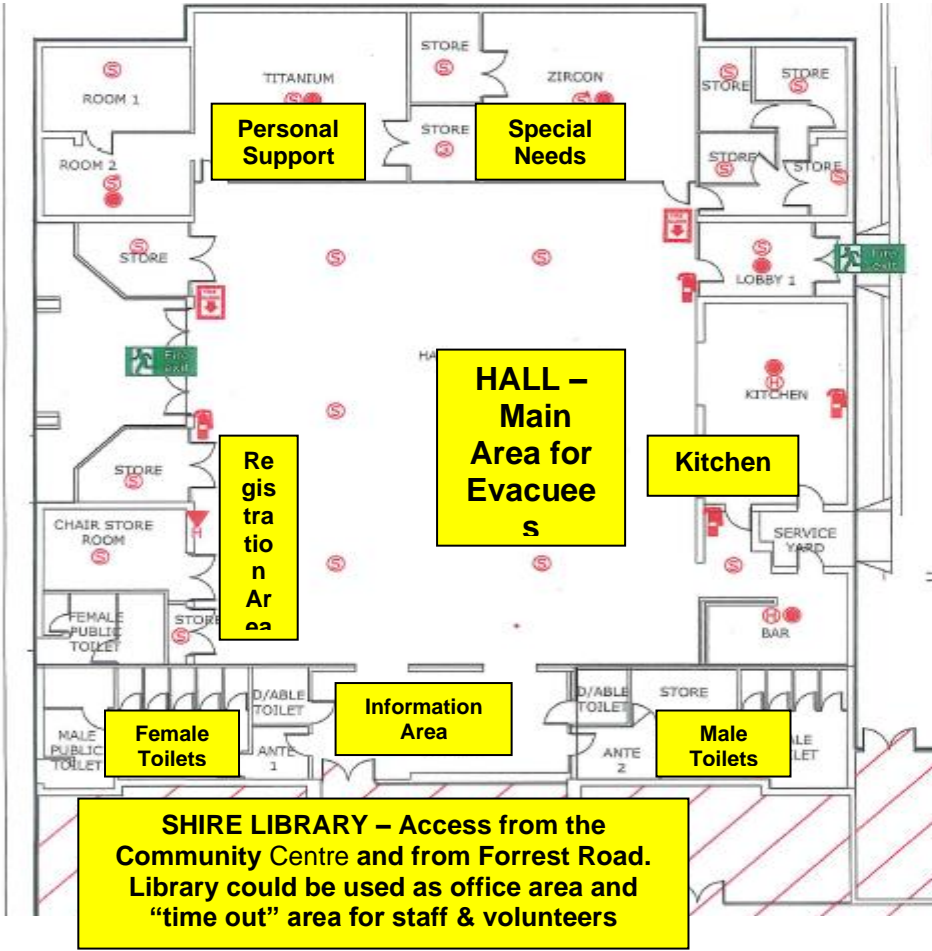 STORE
TITANIUM
ZIRCON
ROOM 1
STORE
STORE
Personal
Support
STORE
Special
Needs
ROOM 2
STORE
STORE
STORE
LOBBY 1
Fire
exit
Fire
exit
HA
HALL –
Main
Area for
Evacuee
s
KITCHEN
Kitchen
Re
gis
tra
tio
n
Ar
ea
STORE
CHAIR STORE
ROOM
H
SERVICE
YARD
FEMALE
PUBLIC
TOILET
STORE
H
BAR
D/ABLE
TOILET
Information
Area
D/ABLE
TOILET
STORE
MALE
PUBLIC
TOILET
Female
Toilets
ANTE
1
ANTE
2
Male
Toilets
ALE
LET
SHIRE LIBRARY – Access from the
Community Centre and from Forrest Road.
Library could be used as office area and
“time out” area for staff & volunteers